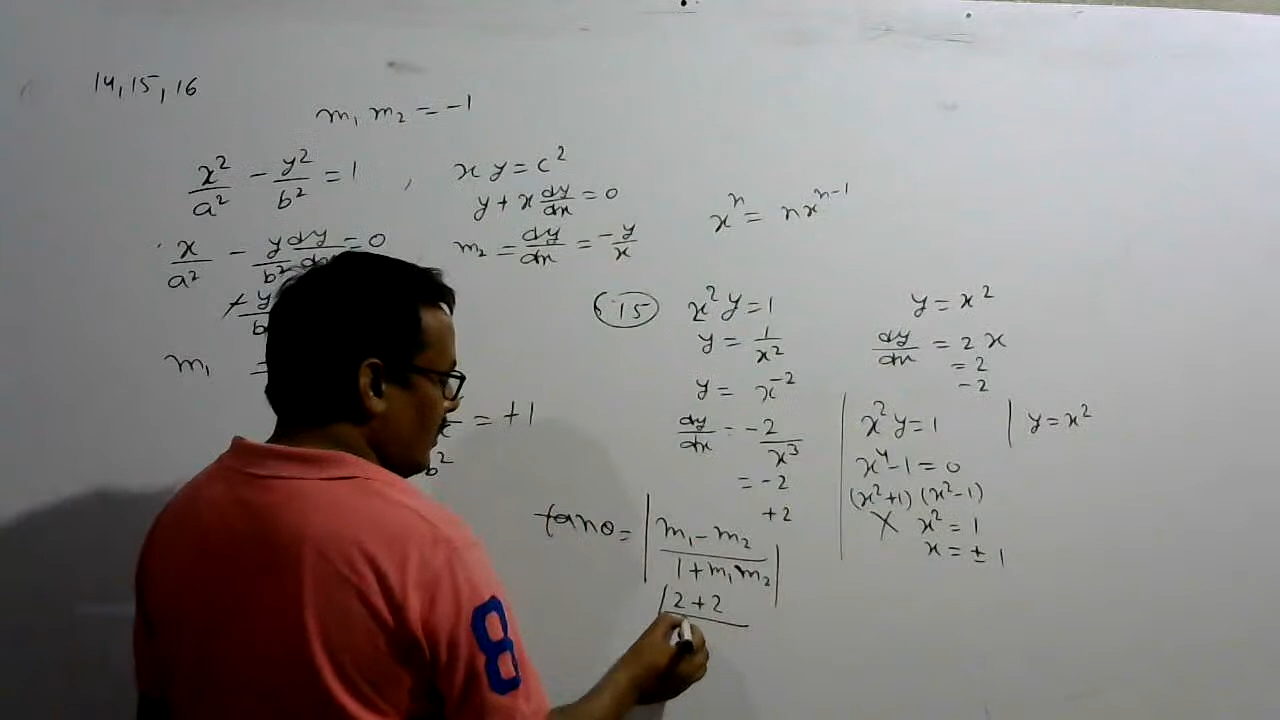 14, 15, 16
m₁ m₂ = -1
x²/a² - y²/b² = 1 , xy = c²
y + x dy/dx = 0
x/a² - y/b² dy/dx = 0
m₂ = dy/dx = -y/x
m₁ =
= +1
b²
xⁿ = nxⁿ⁻¹
15
x²y = 1
y = 1/x²
y = x⁻²
dy/dx = -2/x³
= -2
+2
y = x²
dy/dx = 2x
= 2
-2
x²y = 1 | y = x²
x⁴ - 1 = 0
(x²+1) (x²-1)
X x² = 1
x = ± 1
tanθ = | m₁ - m₂ / 1 + m₁m₂ |
| 2 + 2
8